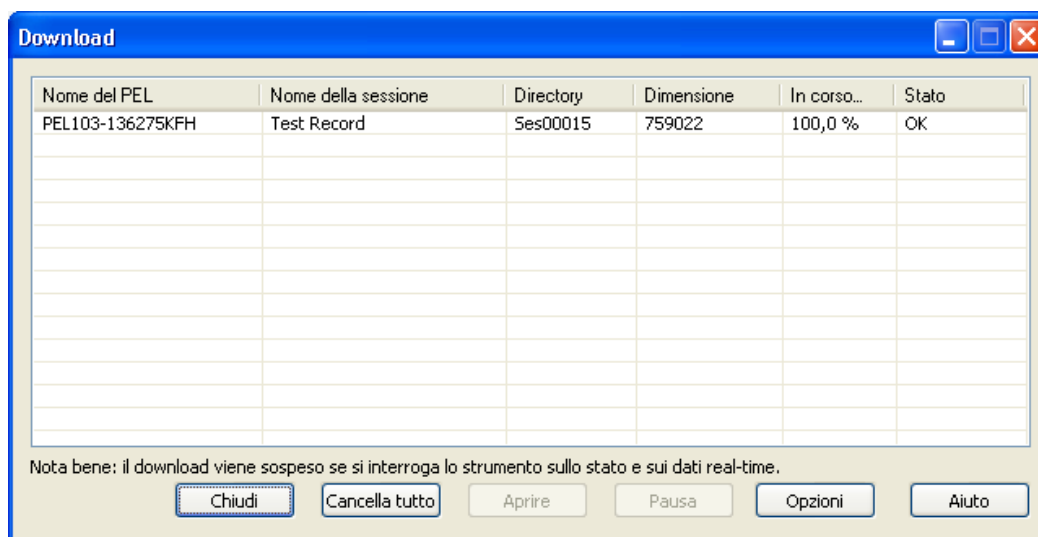 Download
Nome del PEL Nome della sessione Directory Dimensione In corso... Stato
PEL103-136275KFH Test Record Ses00015 759022 100,0 % OK
Nota bene: il download viene sospeso se si interroga lo strumento sullo stato e sui dati real-time.
Chiudi Cancella tutto Aprire Pausa Opzioni Aiuto